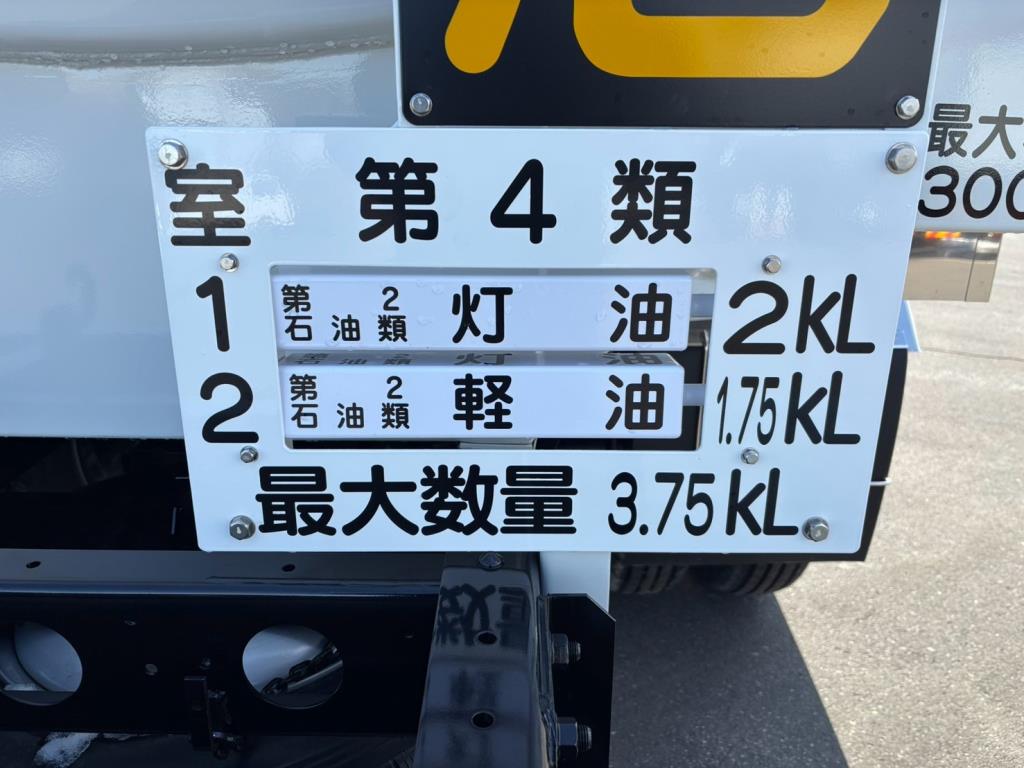 室 第4類
1 第2石油類 灯油 2kL
2 第2石油類 軽油 1.75kL
最大数量 3.75kL
最大
300